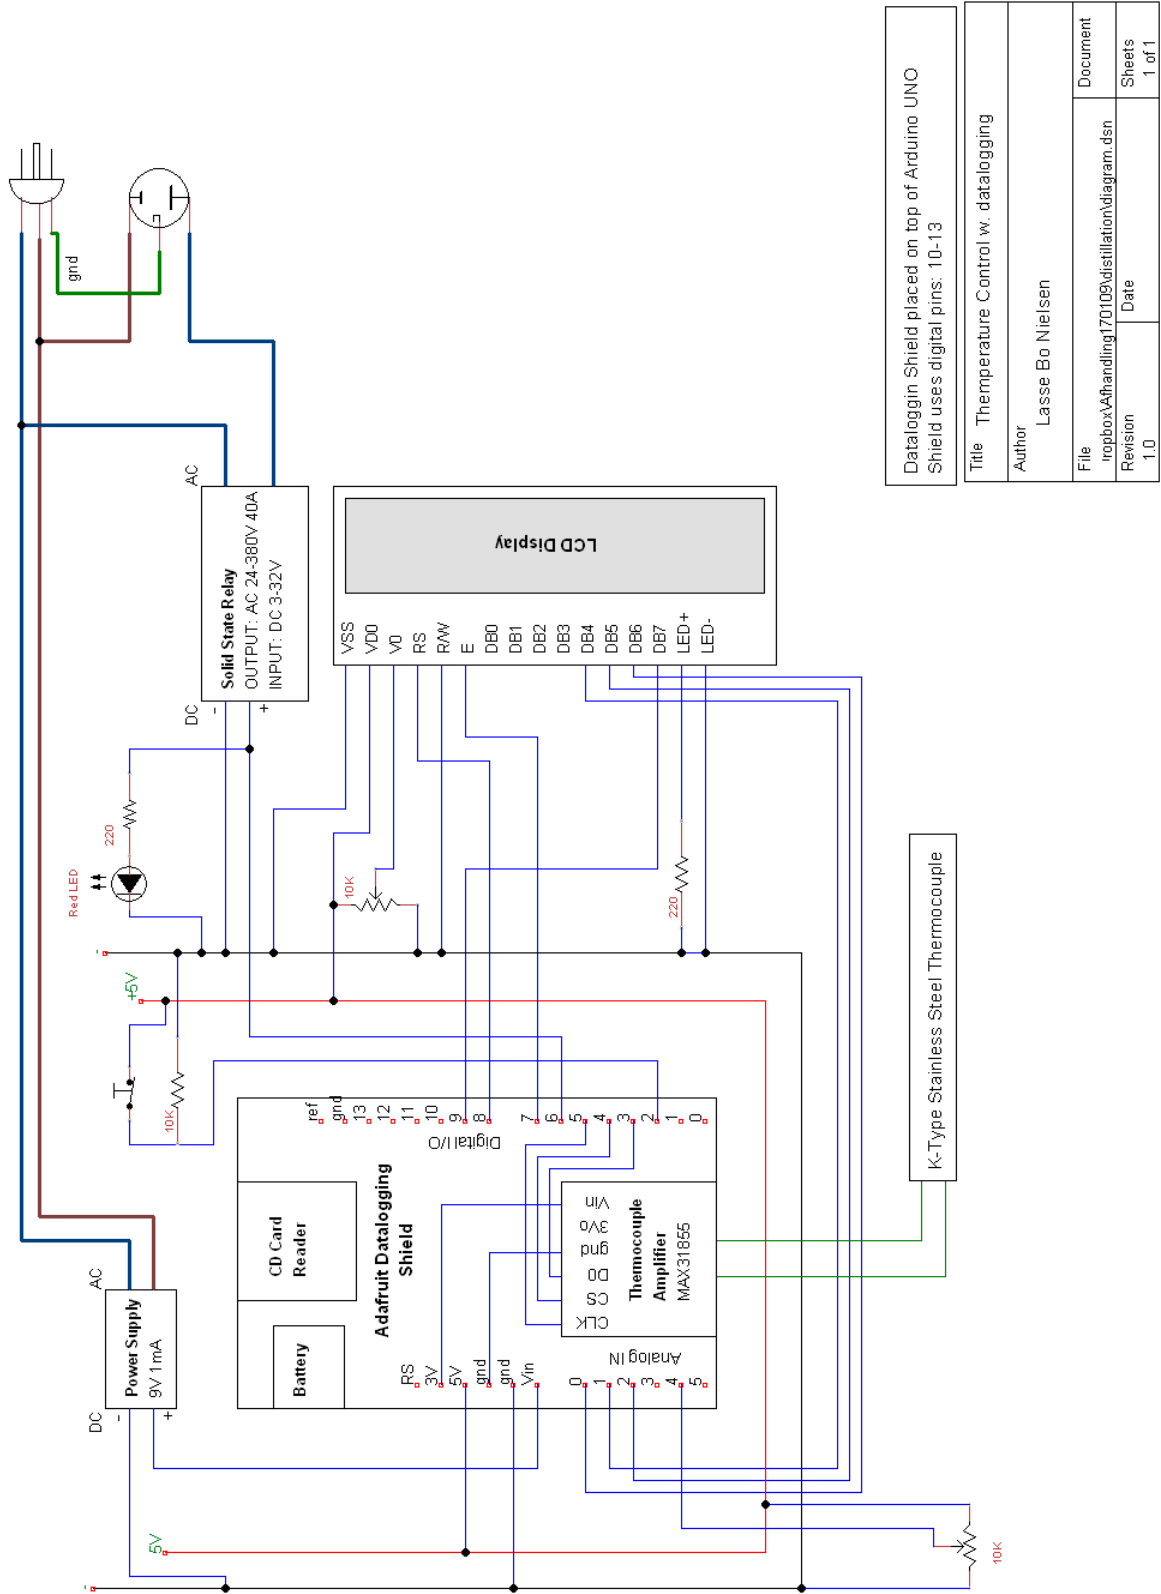 gnd
AC
DC
-
+
Solid State Relay
OUTPUT: AC 24-380V 40A
INPUT: DC 3-32V
LCD Display
VSS
VD0
V0
RS
R/W
E
DB0
DB1
DB2
DB3
DB4
DB5
DB6
DB7
LED+
LED-
220
Red LED
10K
220
-
+5V
10K
ref
gnd
13
12
11
10
9
8
7
6
5
4
3
2
1
0
Digital I/O
Adafruit Datalogging
Shield
CD Card
Reader
Battery
Vin
3Vo
gnd
D0
CS
CLK
Thermocouple
Amplifier
MAX31855
Analog IN
RS
3V
5V
gnd
gnd
Vin
0
1
2
3
4
5
AC
DC
-
+
Power Supply
9V 1mA
5V
-
10K
K-Type Stainless Steel Thermocouple
Dataloggin Shield placed on top of Arduino UNO
Shield uses digital pins: 10-13
Title Themperature Control w. datalogging
Author
Lasse Bo Nielsen
File
ropbox\Afhandling170109\distillation\diagram.dsn
Document
Revision
1.0
Date
Sheets
1 of 1